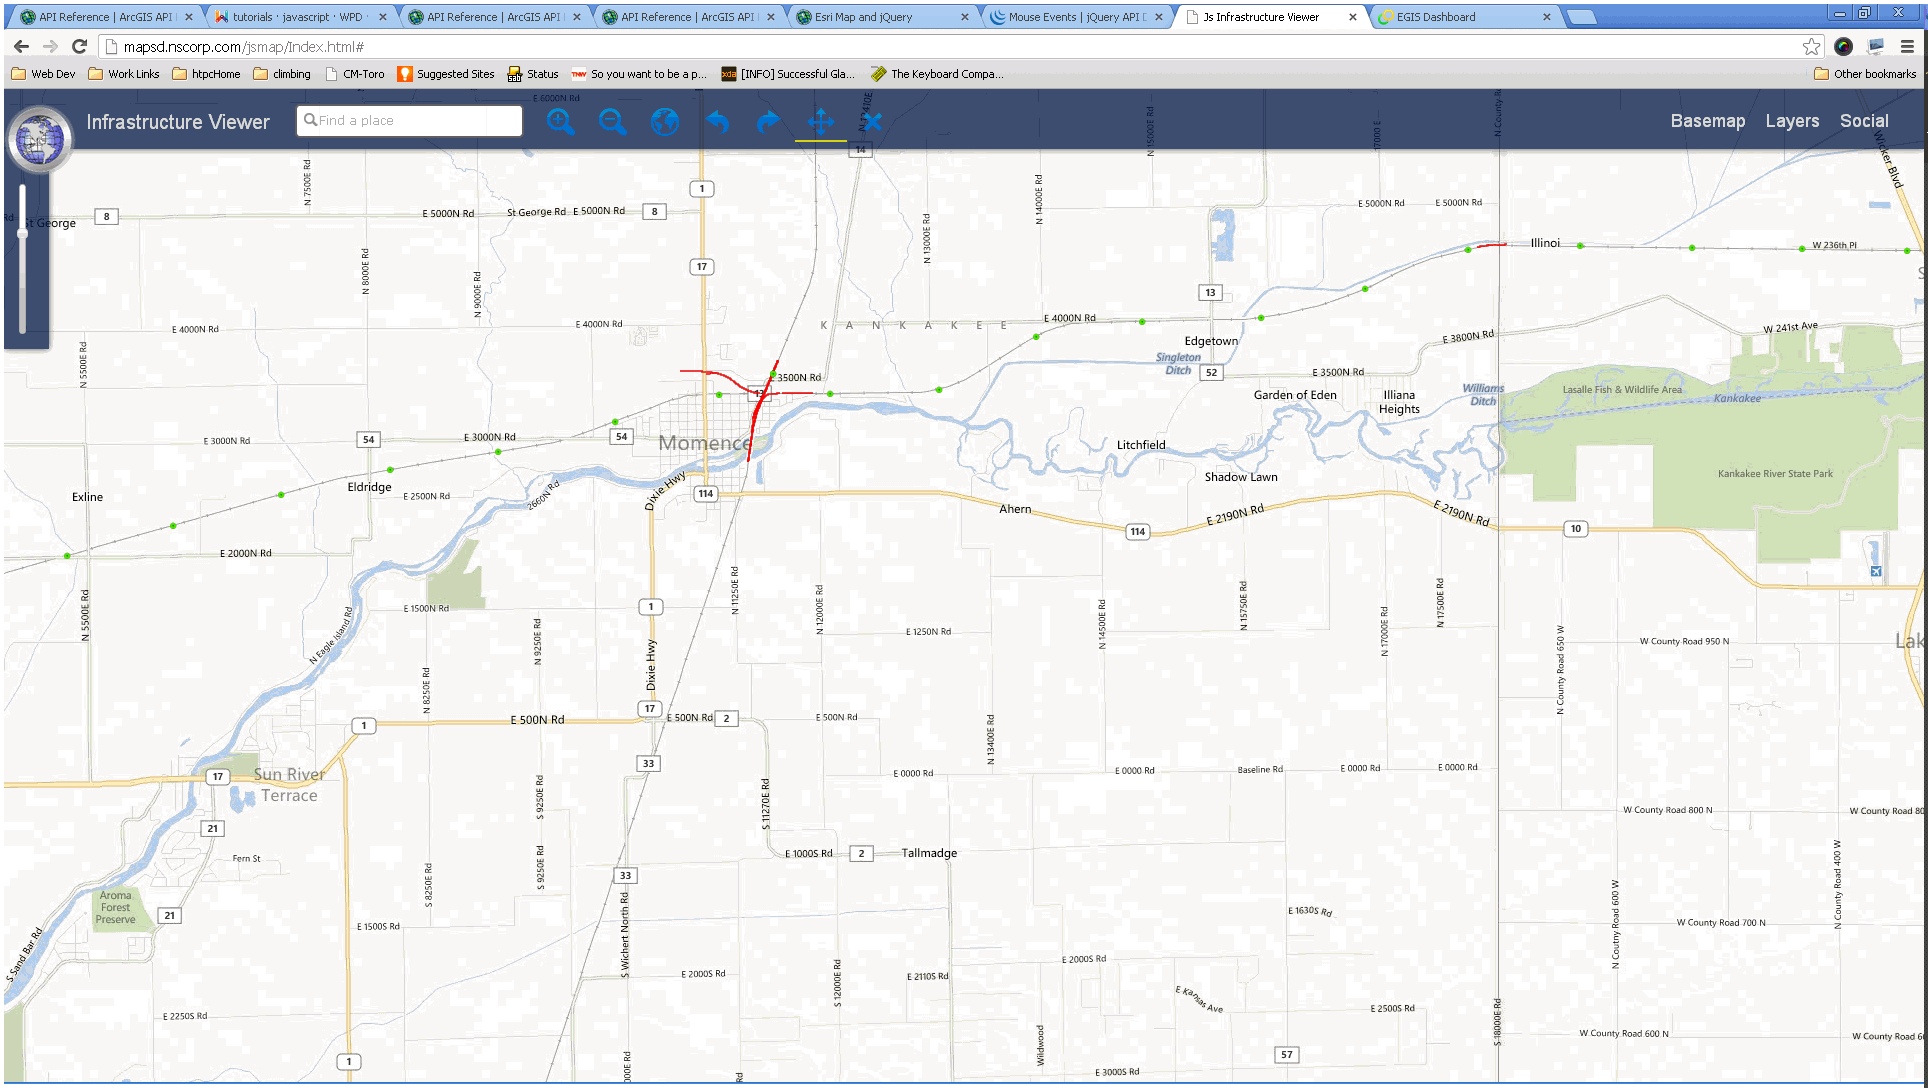 API Reference | ArcGIS API
tutorials · javascript · WPD ·
API Reference | ArcGIS API
API Reference | ArcGIS API
Esri Map and jQuery
Mouse Events | jQuery API D
Js Infrastructure Viewer
EGIS Dashboard
mapsd.nscorp.com/jsmap/Index.html#
Web Dev
Work Links
htpcHome
climbing
CM-Toro
Suggested Sites
Status
So you want to be a p...
[INFO] Successful Gla...
The Keyboard Compa...
Other bookmarks
Infrastructure Viewer
Find a place
Basemap
Layers
Social
E 6000N Rd
14
N 15000E Rd
17000 E
N County R
Wicker Blvd
N 7500E Rd
1
N 14000E Rd
8
St George Rd
E 5000N Rd
E 5000N Rd
8
E 5000N Rd
E 5000N Rd
St George
N 13000E Rd
Illinoi
W 236th Pl
N 8000E Rd
17
N 9000E Rd
13
E 4000N Rd
E 4000N Rd
KANKAKEE
E 4000N Rd
W 241st Ave
E 3800N Rd
Edgetown
Singleton
Ditch
N 5500E Rd
3500N Rd
52
E 3500N Rd
Garden of Eden
Illiana
Heights
Williams
Ditch
Lasalle Fish & Wildlife Area
Kankakee
13
E 3000N Rd
54
E 3000N Rd
54
Momence
Litchfield
Shadow Lawn
Kankakee River State Park
Exline
Eldridge
E 2500N Rd
2660N Rd
Dixie Hwy
114
Ahern
E 2190N Rd
E 2190N Rd
114
10
E 2000N Rd
N 5500E Rd
N Eagle Island Rd
E 1500N Rd
1
N 11250E Rd
N 12000E Rd
E 1250N Rd
N 14500E Rd
N 15750E Rd
N 17000E Rd
N 17500E Rd
N County Road 650 W
W County Road 950 N
Lak
N 8250E Rd
N 9250E Rd
Dixie Hwy
17
1
E 500N Rd
E 500N Rd
2
E 500N Rd
N 13400E Rd
33
Sun River
Terrace
17
E 0000 Rd
E 0000 Rd
Baseline Rd
E 0000 Rd
E 0000 Rd
S 9250E Rd
S 11270E Rd
W County Road 800 N
W County Road 80
21
Fern St
E 1000S Rd
2
Tallmadge
S 8250E Rd
S 9250E Rd
33
Aroma
Forest
Preserve
21
E 1500S Rd
S Sand Bar Rd
S Wichert North Rd
E 1630S Rd
N Coutny Road 600 W
N County Road 400 W
W County Road 700 N
E 2000S Rd
S 12000E Rd
E 2110S Rd
E 2000S Rd
E Kansas Ave
E 2500S Rd
S 18000E Rd
E 2250S Rd
W County Road 600 N
W County Road 6
1
Wildwood
57
E 3000S Rd
000E Rd
Rd